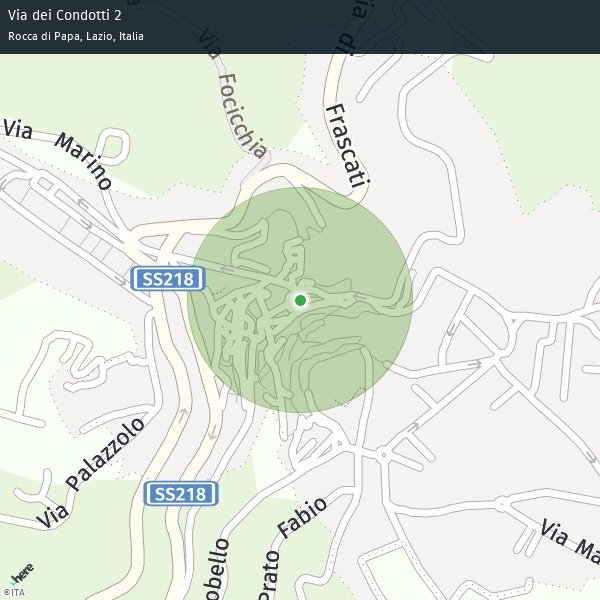 Via dei Condotti 2
Rocca di Papa, Lazio, Italia
Via Focicchia
Via di Frascati
Via Marino
SS218
Via Palazzolo
SS218
Prato Fabio
obello
Via Ma
here
©ITA